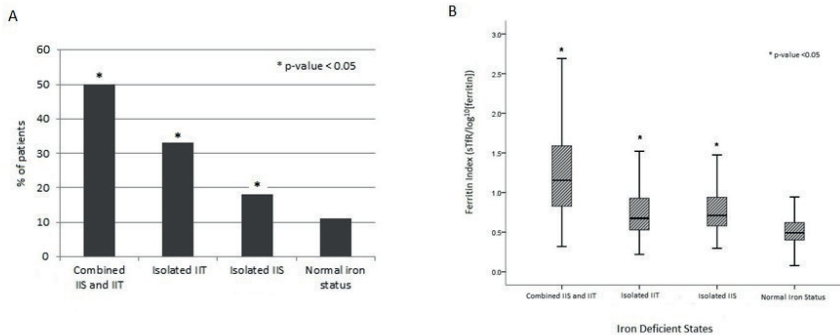 A
60
50
40
30
20
10
0
% of patients
* p-value < 0.05
*
*
*
Combined
IIS and IIT
Isolated IIT
Isolated IIS
Normal iron
status
B
3.0
2.5
2.0
1.5
1.0
0.5
0.0
Ferritin Index (sTfR/log¹⁰[ferritin])
* p-value <0.05
*
*
*
Combined IIS and IIT
Isolated IIT
Isolated IIS
Normal Iron Status
Iron Deficient States